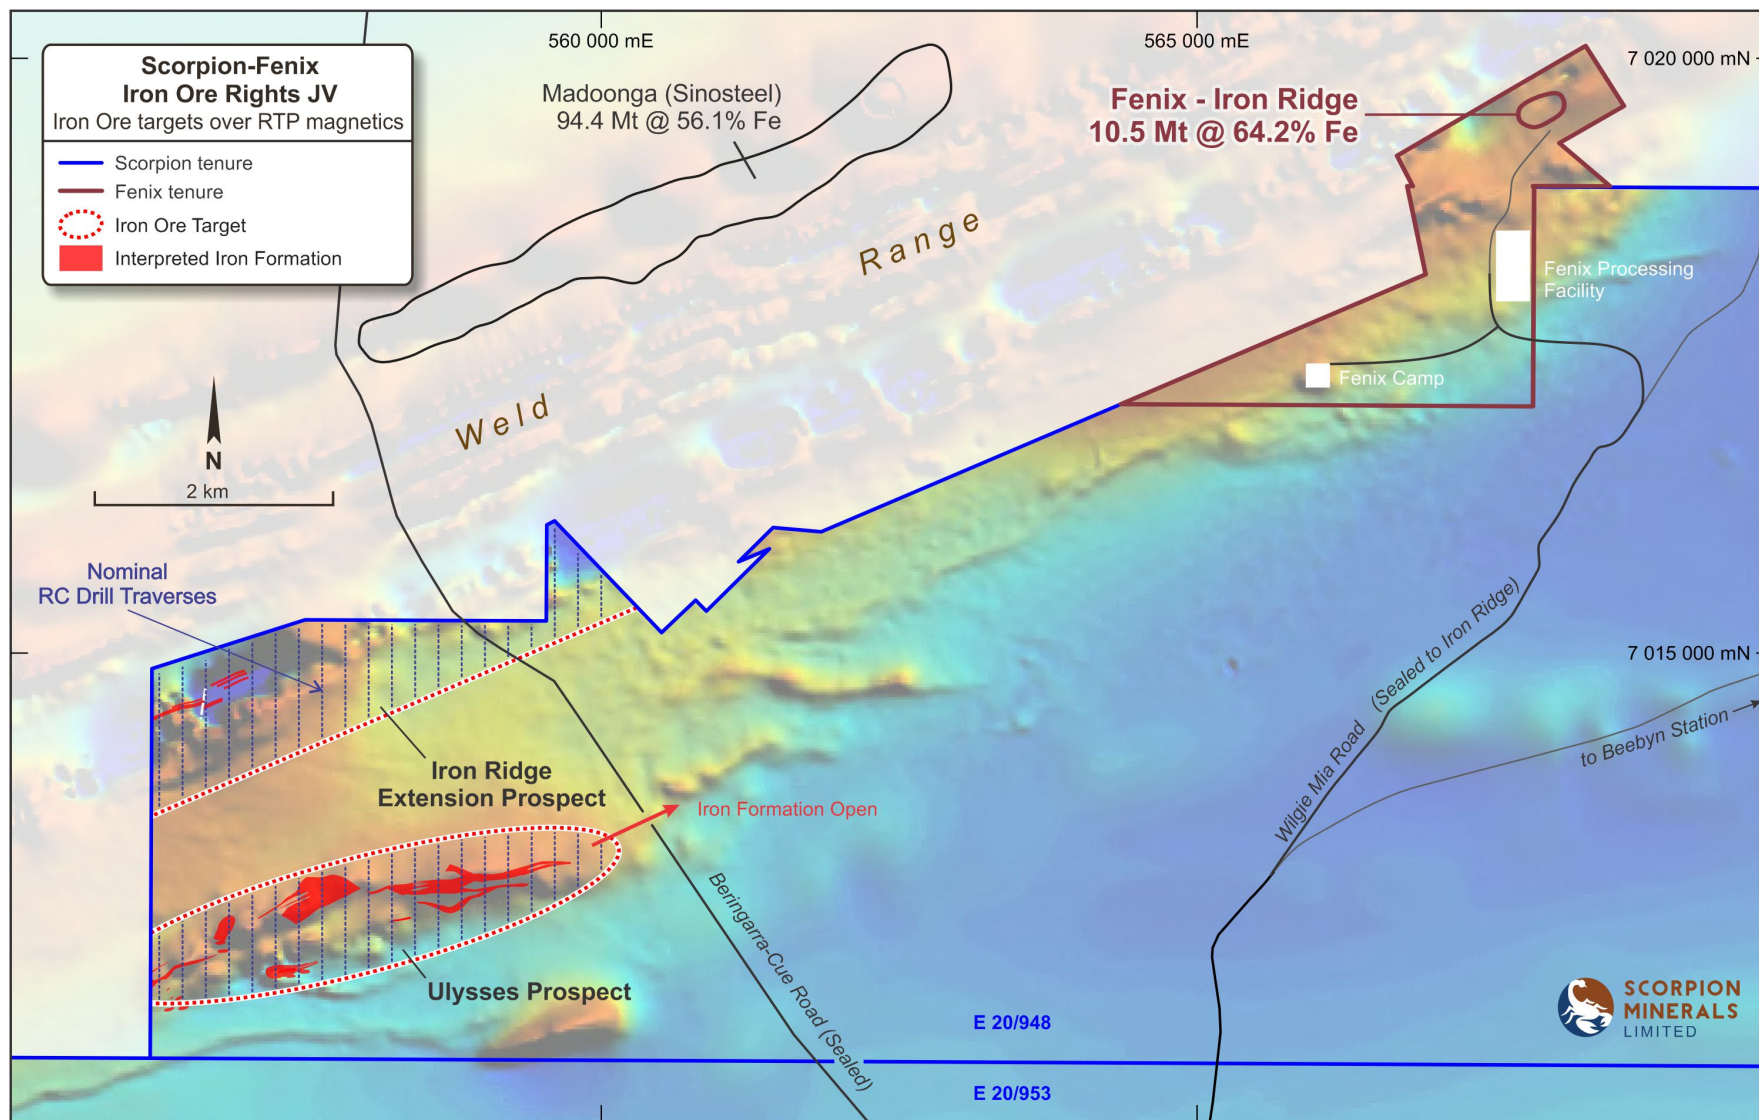 560 000 mE
565 000 mE
7 020 000 mN
Scorpion-Fenix
Iron Ore Rights JV
Iron Ore targets over RTP magnetics
Scorpion tenure
Fenix tenure
Iron Ore Target
Interpreted Iron Formation
Madoonga (Sinosteel)
94.4 Mt @ 56.1% Fe
Fenix - Iron Ridge
10.5 Mt @ 64.2% Fe
Weld Range
Fenix Processing
Facility
Fenix Camp
N
2 km
Nominal
RC Drill Traverses
7 015 000 mN
Wilgie Mia Road (Sealed to Iron Ridge)
to Beebyn Station
Iron Ridge
Extension Prospect
Iron Formation Open
Beringarra-Cue Road (Sealed)
Ulysses Prospect
E 20/948
E 20/953
SCORPION
MINERALS
LIMITED